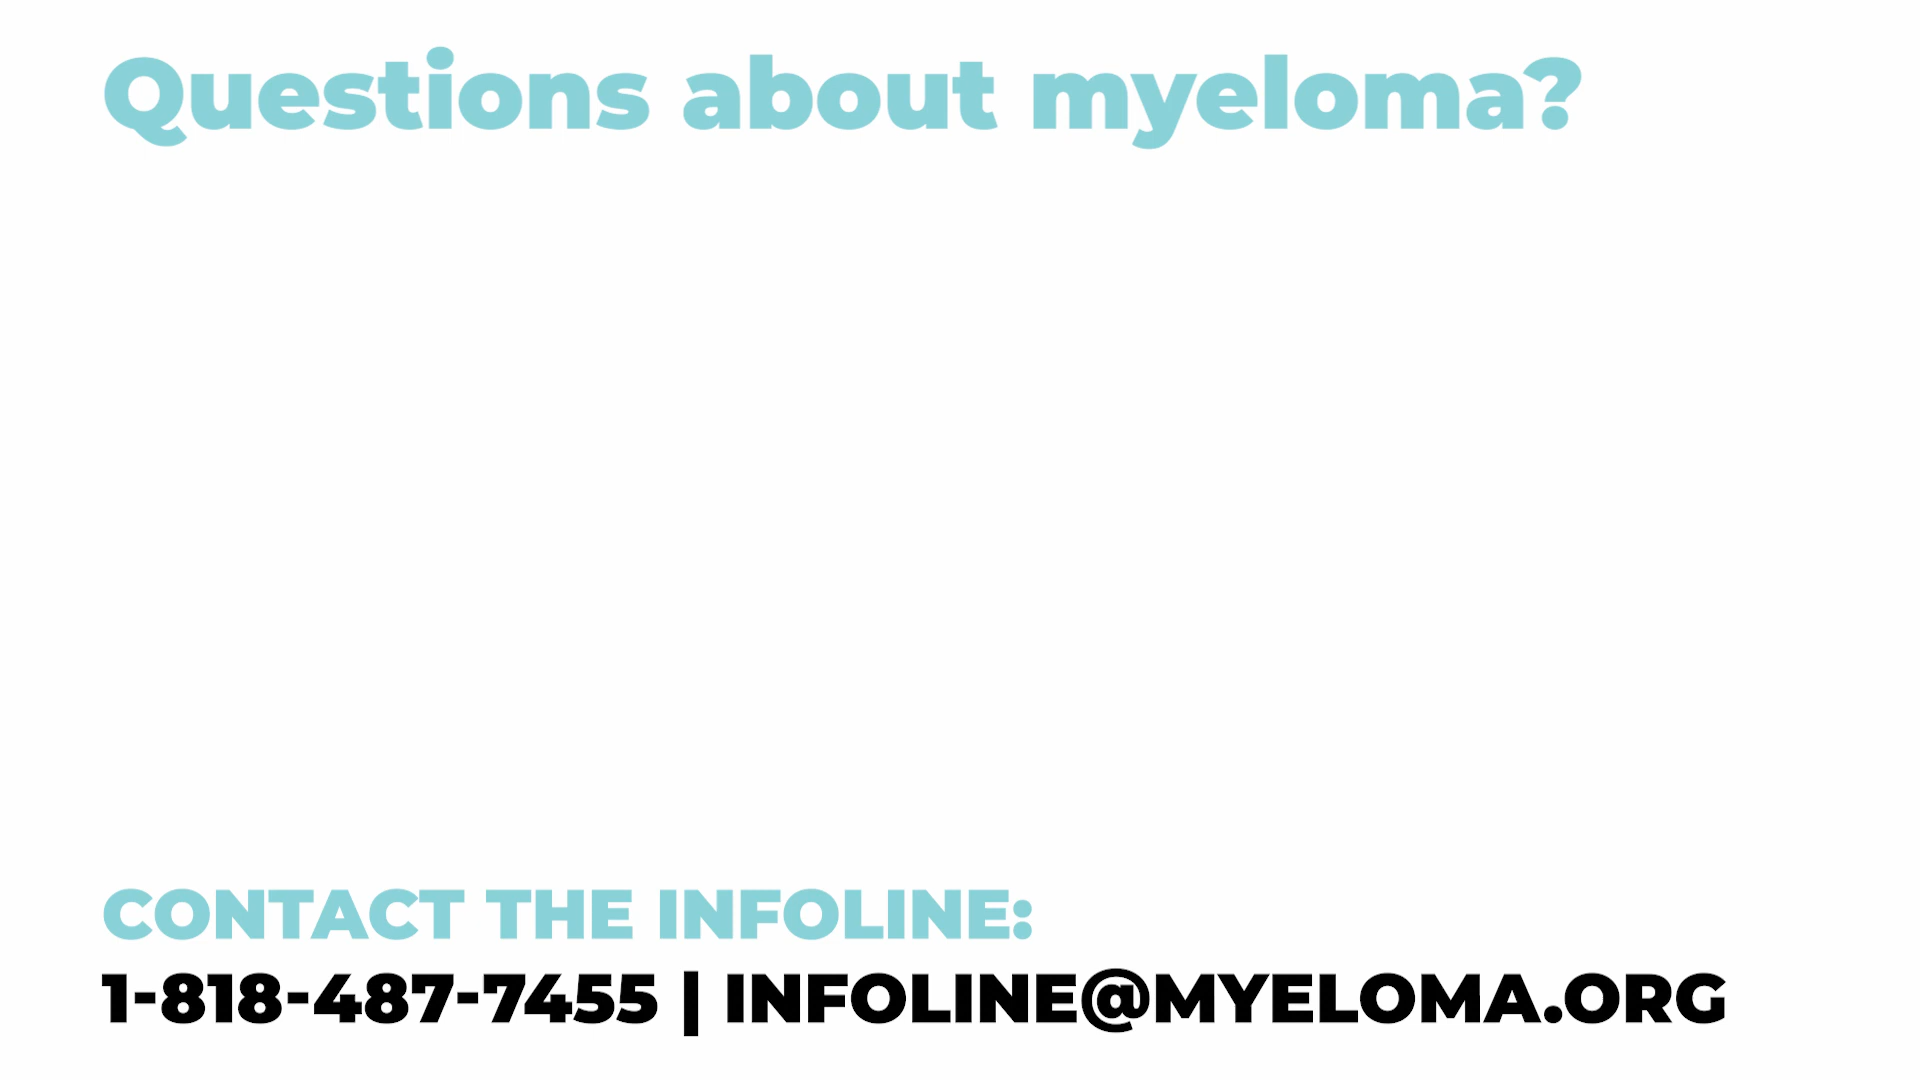 Questions about myeloma?
CONTACT THE INFOLINE:
1-818-487-7455 | INFOLINE@MYELOMA.ORG